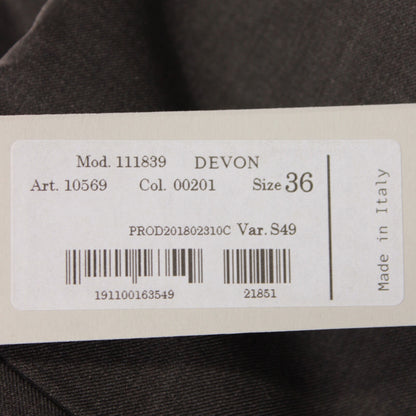 Mod. 111839 DEVON
Art. 10569 Col. 00201 Size 36
PROD201802310C Var. S49
191100163549 21851
Made in Italy